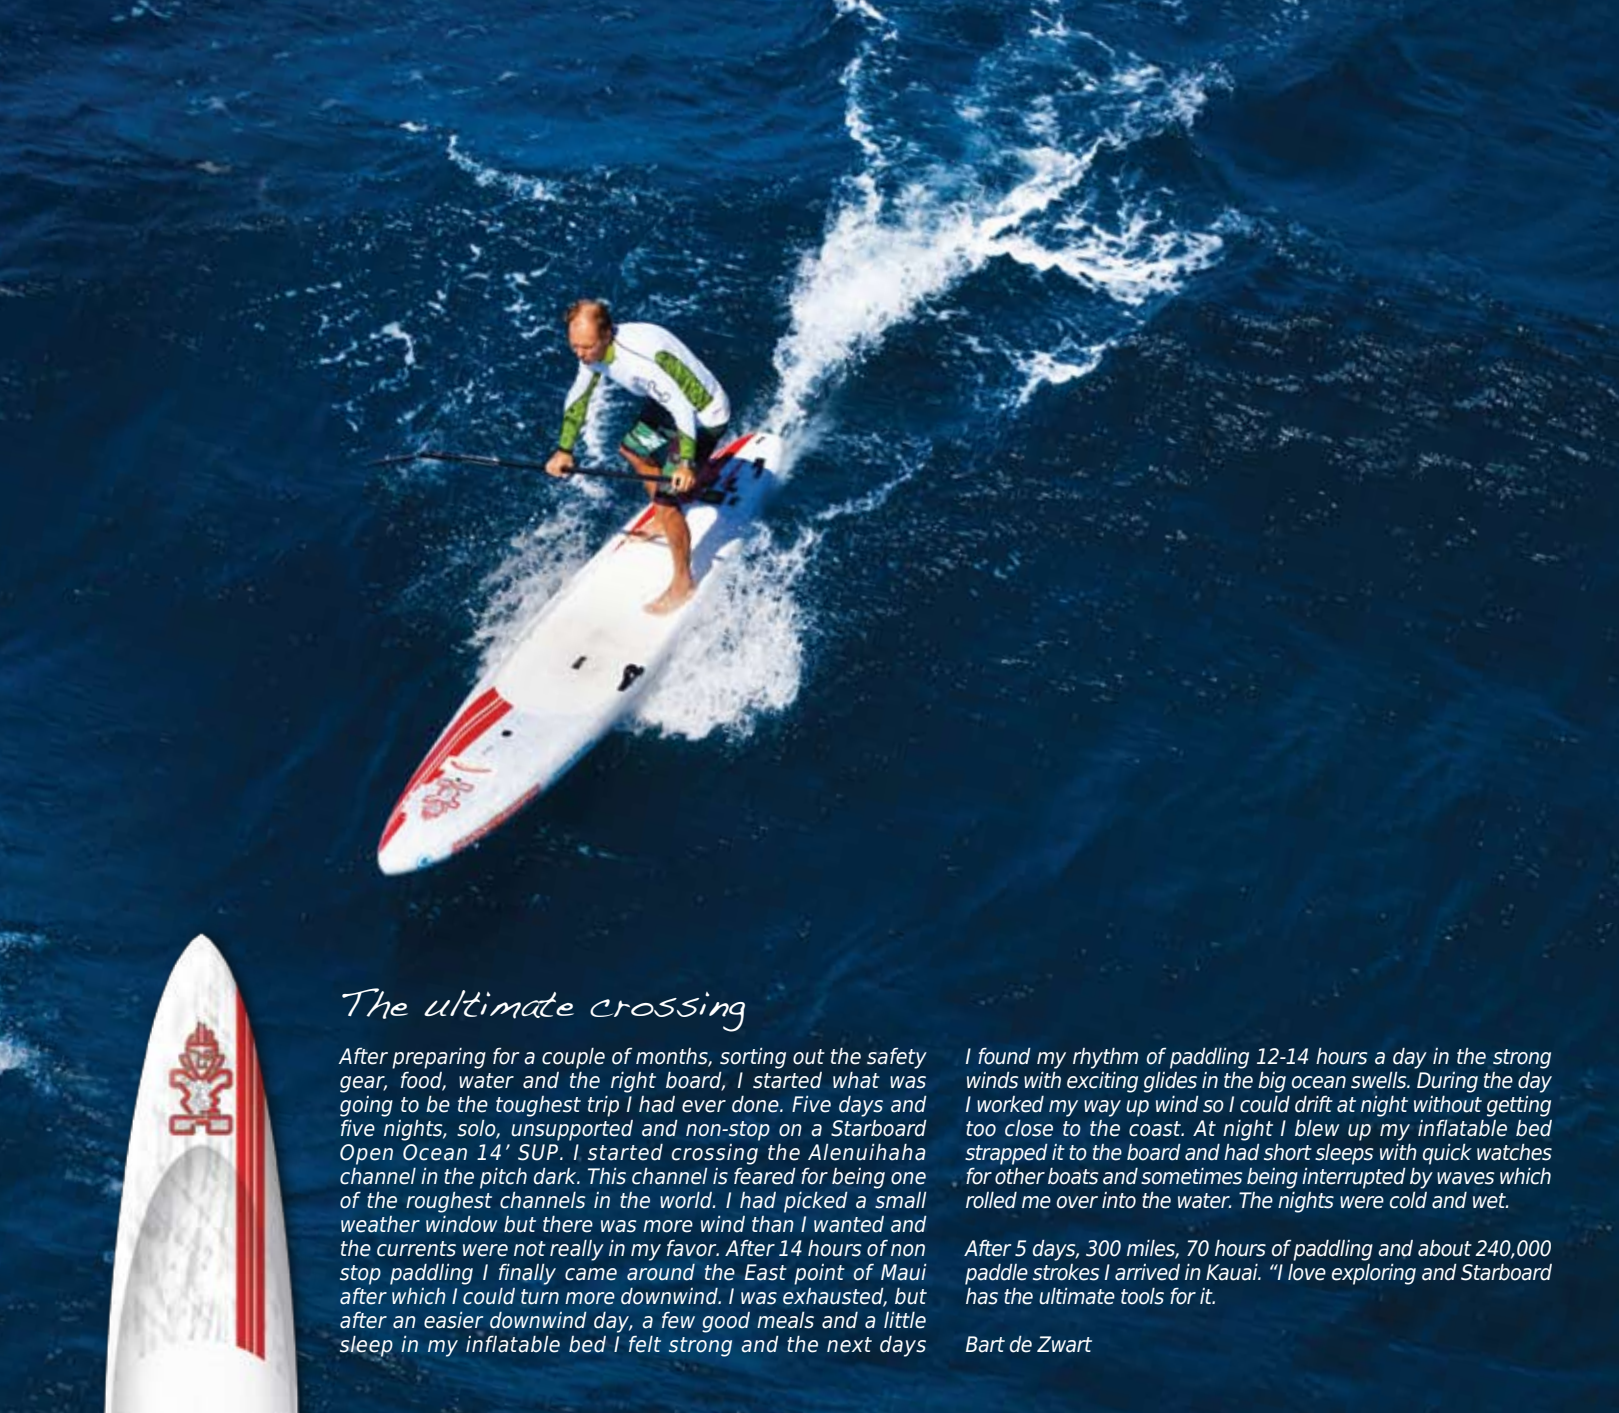 The ultimate crossing
After preparing for a couple of months, sorting out the safety
gear, food, water and the right board, I started what was
going to be the toughest trip I had ever done. Five days and
five nights, solo, unsupported and non-stop on a Starboard
Open Ocean 14’ SUP. I started crossing the Alenuihaha
channel in the pitch dark. This channel is feared for being one
of the roughest channels in the world. I had picked a small
weather window but there was more wind than I wanted and
the currents were not really in my favor. After 14 hours of non
stop paddling I finally came around the East point of Maui
after which I could turn more downwind. I was exhausted, but
after an easier downwind day, a few good meals and a little
sleep in my inflatable bed I felt strong and the next days
I found my rhythm of paddling 12-14 hours a day in the strong
winds with exciting glides in the big ocean swells. During the day
I worked my way up wind so I could drift at night without getting
too close to the coast. At night I blew up my inflatable bed
strapped it to the board and had short sleeps with quick watches
for other boats and sometimes being interrupted by waves which
rolled me over into the water. The nights were cold and wet.
After 5 days, 300 miles, 70 hours of paddling and about 240,000
paddle strokes I arrived in Kauai. “I love exploring and Starboard
has the ultimate tools for it.
Bart de Zwart